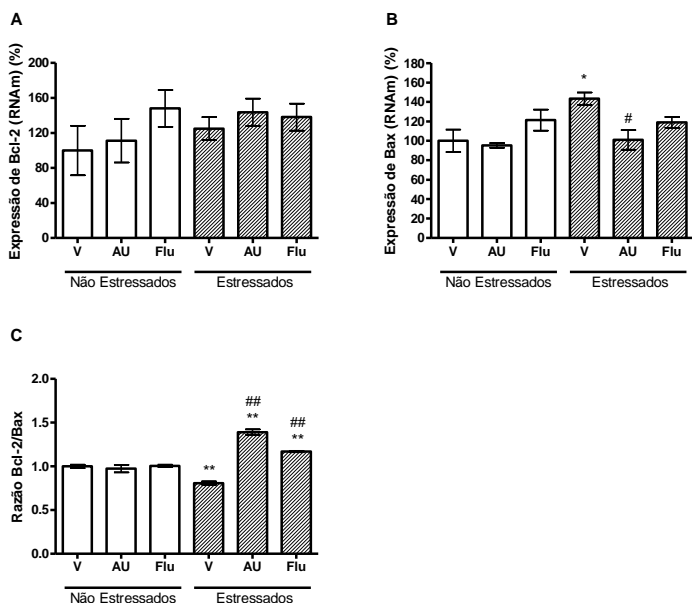 A
Expressão de Bcl-2 (RNAm) (%)
200
160
120
80
40
0
V AU Flu V AU Flu
Não Estressados Estressados
B
Expressão de Bax (RNAm) (%)
180
160
140
120
100
80
60
40
20
0
*
#
V AU Flu V AU Flu
Não Estressados Estressados
C
Razão Bcl-2/Bax
2.0
1.5
1.0
0.5
0.0
**
##
**
##
**
V AU Flu V AU Flu
Não Estressados Estressados